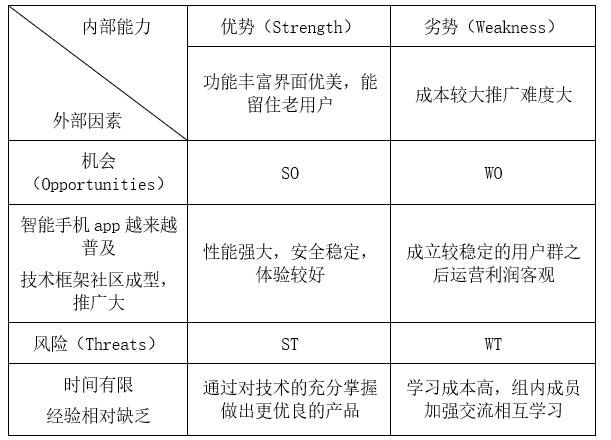 内部能力
外部因素
优势（Strength）
劣势（Weakness）
功能丰富界面优美，能
留住老用户
成本较大推广难度大
机会
（Opportunities）
SO
WO
智能手机 app 越来越
普及
技术框架社区成型，
推广大
性能强大，安全稳定，
体验较好
成立较稳定的用户群之
后运营利润客观
风险（Threats）
ST
WT
时间有限
经验相对缺乏
通过对技术的充分掌握
做出更优良的产品
学习成本高，组内成员
加强交流相互学习